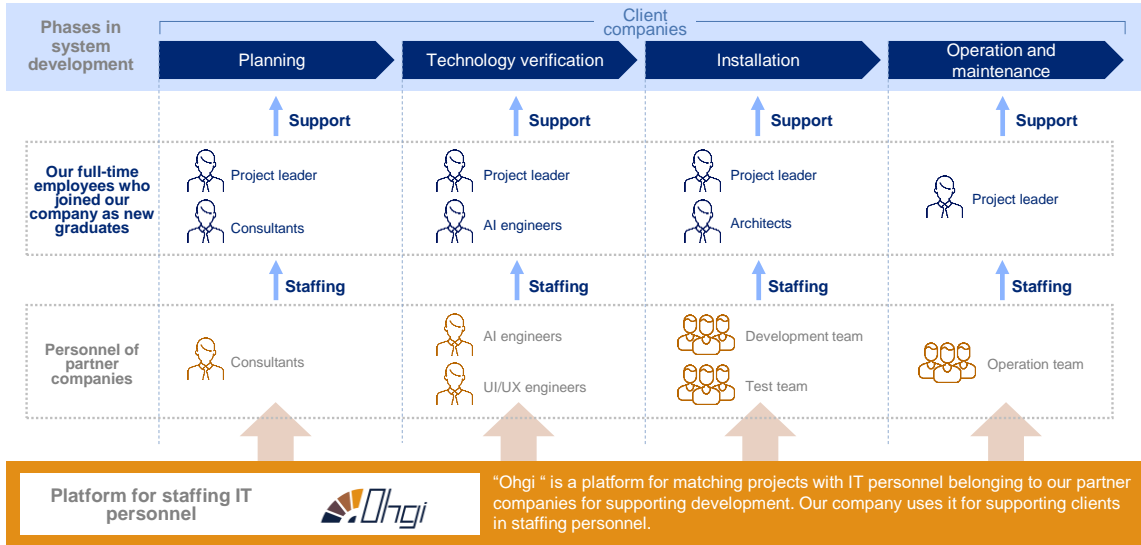 Phases in
system
development
Client
companies
Planning
Technology verification
Installation
Operation and
maintenance
Support
Support
Support
Support
Our full-time
employees who
joined our
company as new
graduates
Project leader
Consultants
Project leader
AI engineers
Project leader
Architects
Project leader
Staffing
Staffing
Staffing
Staffing
Personnel of
partner
companies
Consultants
AI engineers
UI/UX engineers
Development team
Test team
Operation team
Platform for staffing IT
personnel
Ohgi
“Ohgi “ is a platform for matching projects with IT personnel belonging to our partner
companies for supporting development. Our company uses it for supporting clients
in staffing personnel.